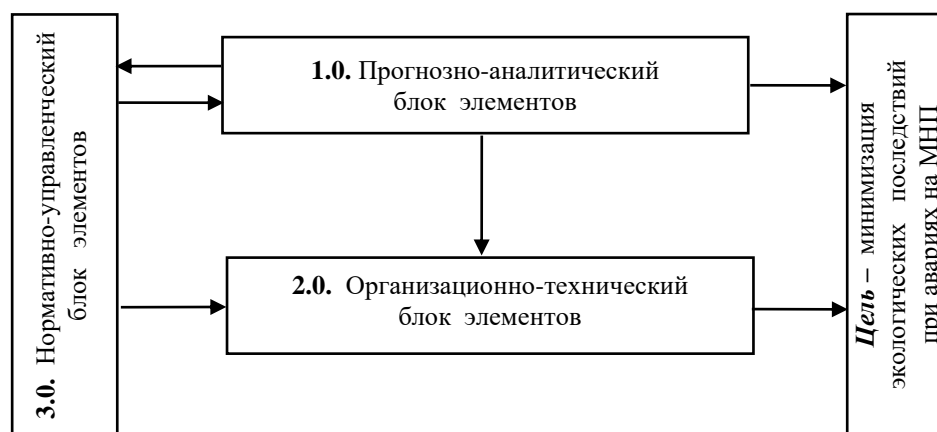 3.0. Нормативно-управленческий
блок элементов
1.0. Прогнозно-аналитический
блок элементов
2.0. Организационно-технический
блок элементов
Цель – минимизация
экологических последствий
при авариях на МНП